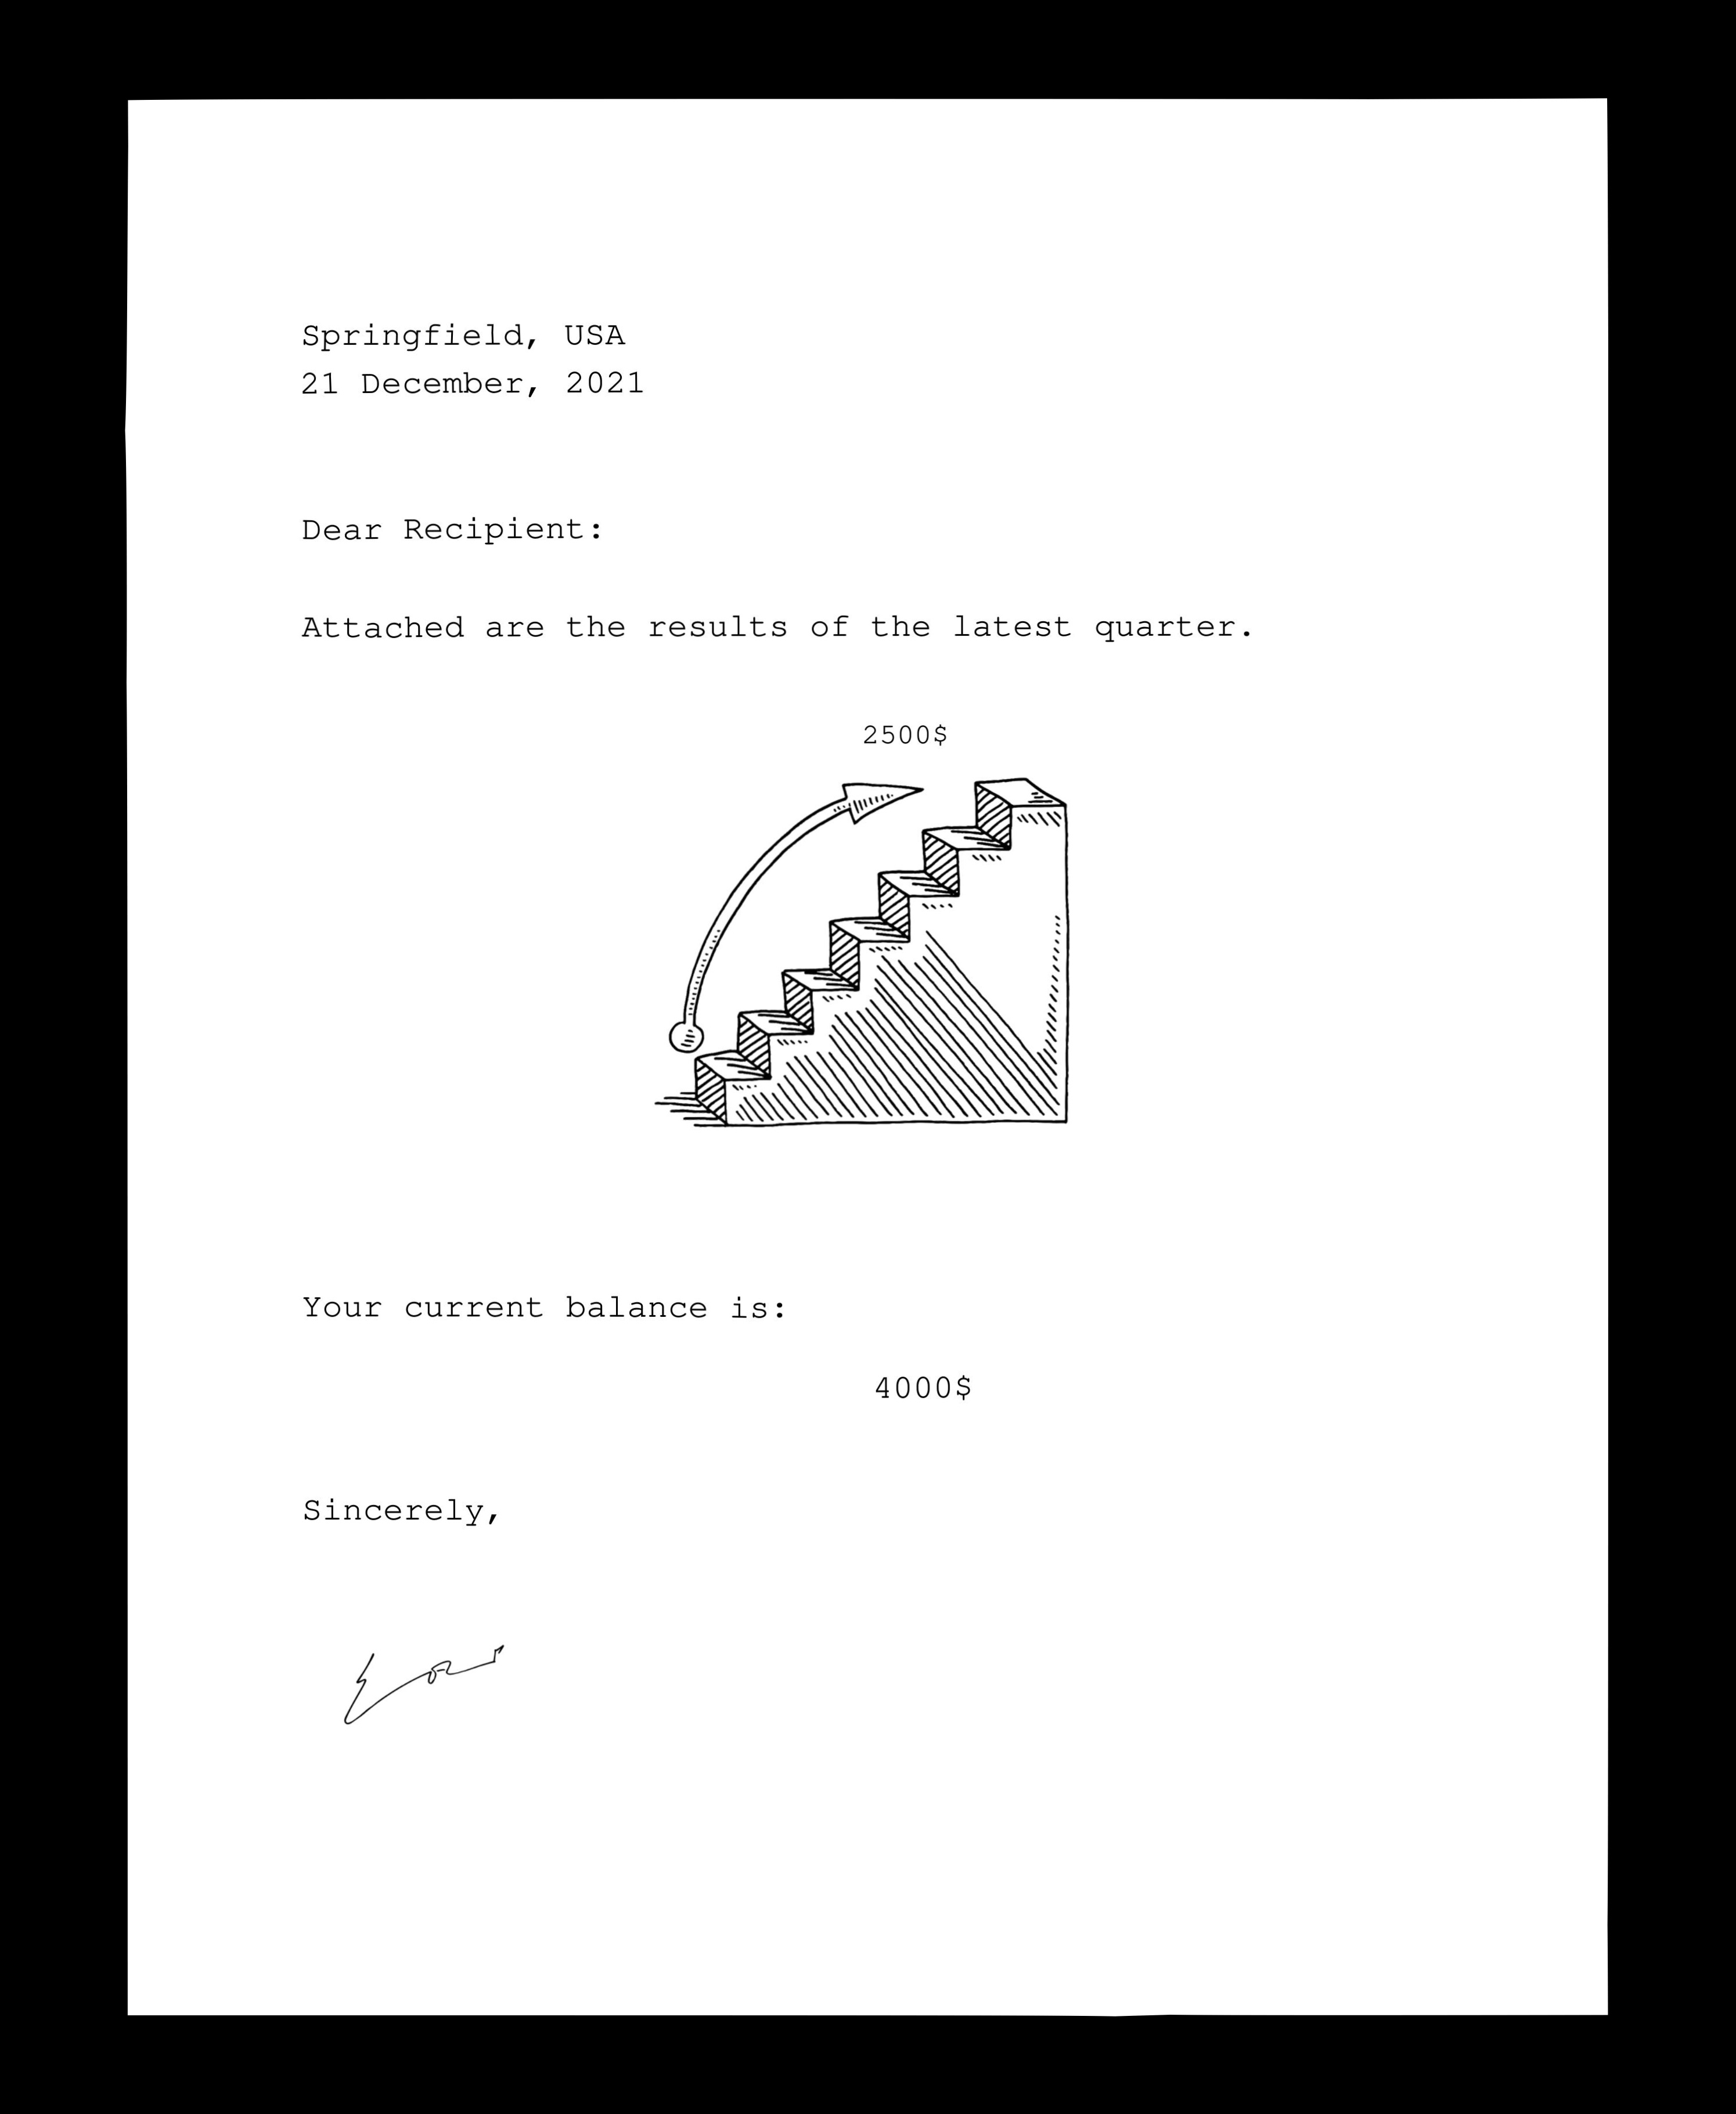 Springfield, USA
21 December, 2021
Dear Recipient:
Attached are the results of the latest quarter.
2500$
Your current balance is:
4000$
Sincerely,